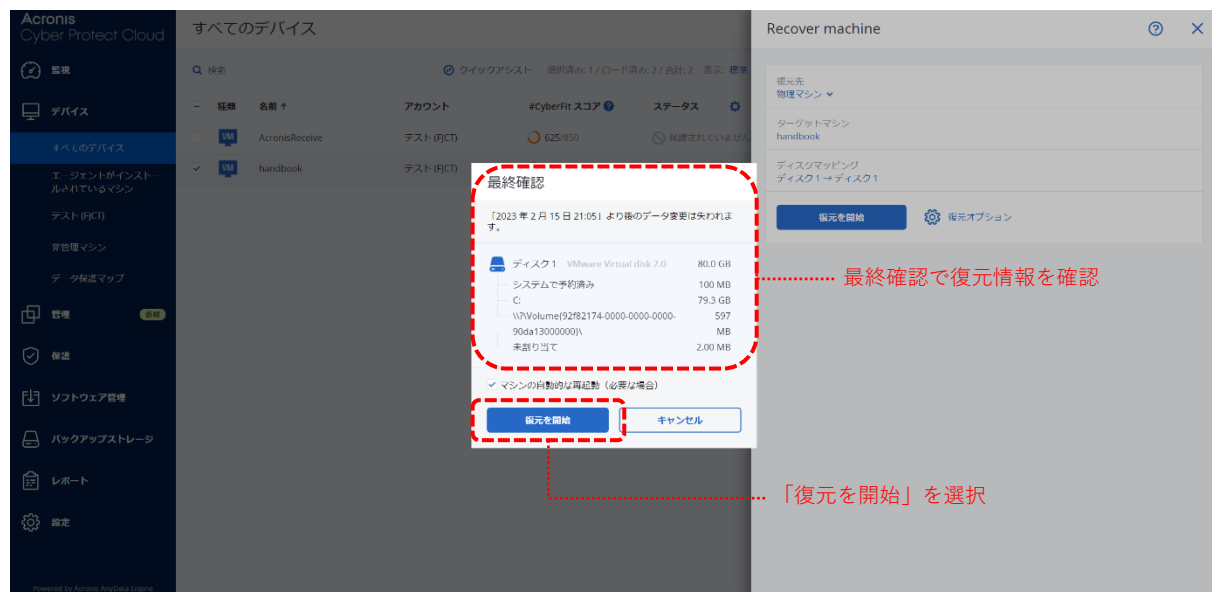 Acronis
Cyber Protect Cloud
監視
デバイス
すべてのデバイス
エージェントがインストー
ルされているマシン
テスト (FJCT)
非管理マシン
データ保護マップ
管理
新規
保護
ソフトウェア管理
バックアップストレージ
レポート
設定
Powered by Acronis AnyData Engine
すべてのデバイス
検索
クイックアシスト 選択済み: 1 / ロード済み: 2 / 合計: 2 表示: 標準
種類 名前 アカウント #CyberFit スコア ステータス
VM AcronisReceive テスト (FJCT) 625/850 保護されていません
VM handbook テスト (FJCT)
最終確認
「2023 年 2 月 15 日 21:05」より後のデータ変更は失われま
す。
ディスク 1 VMware Virtual disk 2.0 80.0 GB
システムで予約済み 100 MB
C: 79.3 GB
\\?\Volume{92f82174-0000-0000-0000- 597
90da13000000}\ MB
未割り当て 2.00 MB
マシンの自動的な再起動（必要な場合）
復元を開始 キャンセル
Recover machine
復元先
物理マシン
ターゲットマシン
handbook
ディスクマッピング
ディスク 1 → ディスク 1
復元を開始 復元オプション
最終確認で復元情報を確認
「復元を開始」を選択